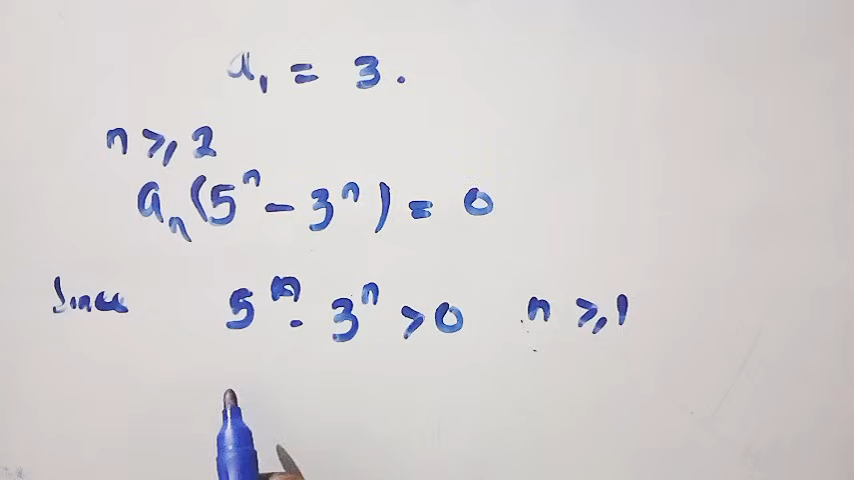 a₁ = 3.
n ≥ 2
aₙ(5ⁿ - 3ⁿ) = 0
Since 5ⁿ - 3ⁿ > 0 n ≥ 1